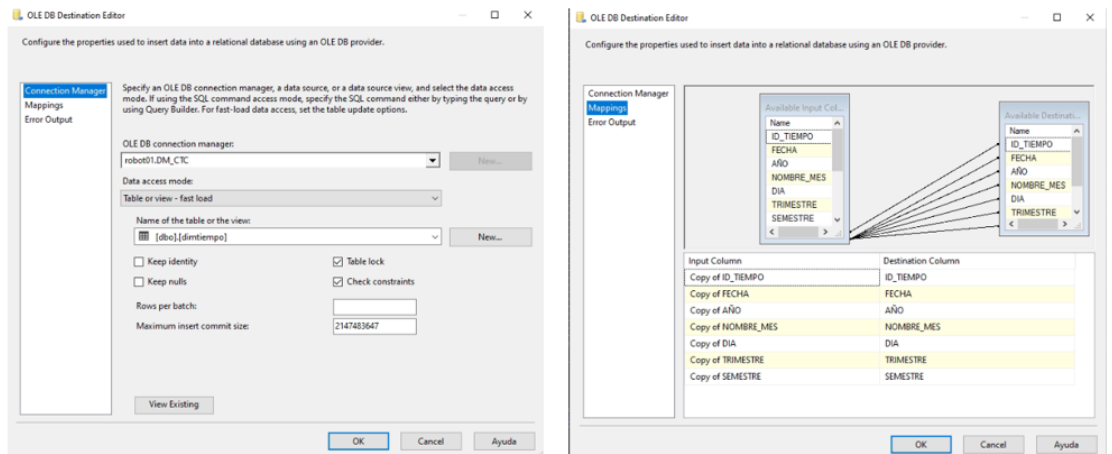 OLE DB Destination Editor
Configure the properties used to insert data into a relational database using an OLE DB provider.
Connection Manager
Mappings
Error Output
Specify an OLE DB connection manager, a data source, or a data source view, and select the data access
mode. If using the SQL command access mode, specify the SQL command either by typing the query or by
using Query Builder. For fast-load data access, set the table update options.
OLE DB connection manager:
robot01.DM_CTC
New...
Data access mode:
Table or view - fast load
Name of the table or the view:
[dbo].[dimtiempo]
New...
Keep identity
Table lock
Keep nulls
Check constraints
Rows per batch:
Maximum insert commit size:
2147483647
View Existing
OK
Cancel
Ayuda
OLE DB Destination Editor
Configure the properties used to insert data into a relational database using an OLE DB provider.
Connection Manager
Mappings
Error Output
Available Input Col...
Name
ID_TIEMPO
FECHA
AÑO
NOMBRE_MES
DIA
TRIMESTRE
SEMESTRE
Available Destinati...
Name
ID_TIEMPO
FECHA
AÑO
NOMBRE_MES
DIA
TRIMESTRE
Input Column Destination Column
Copy of ID_TIEMPO ID_TIEMPO
Copy of FECHA FECHA
Copy of AÑO AÑO
Copy of NOMBRE_MES NOMBRE_MES
Copy of DIA DIA
Copy of TRIMESTRE TRIMESTRE
Copy of SEMESTRE SEMESTRE
OK
Cancel
Ayuda